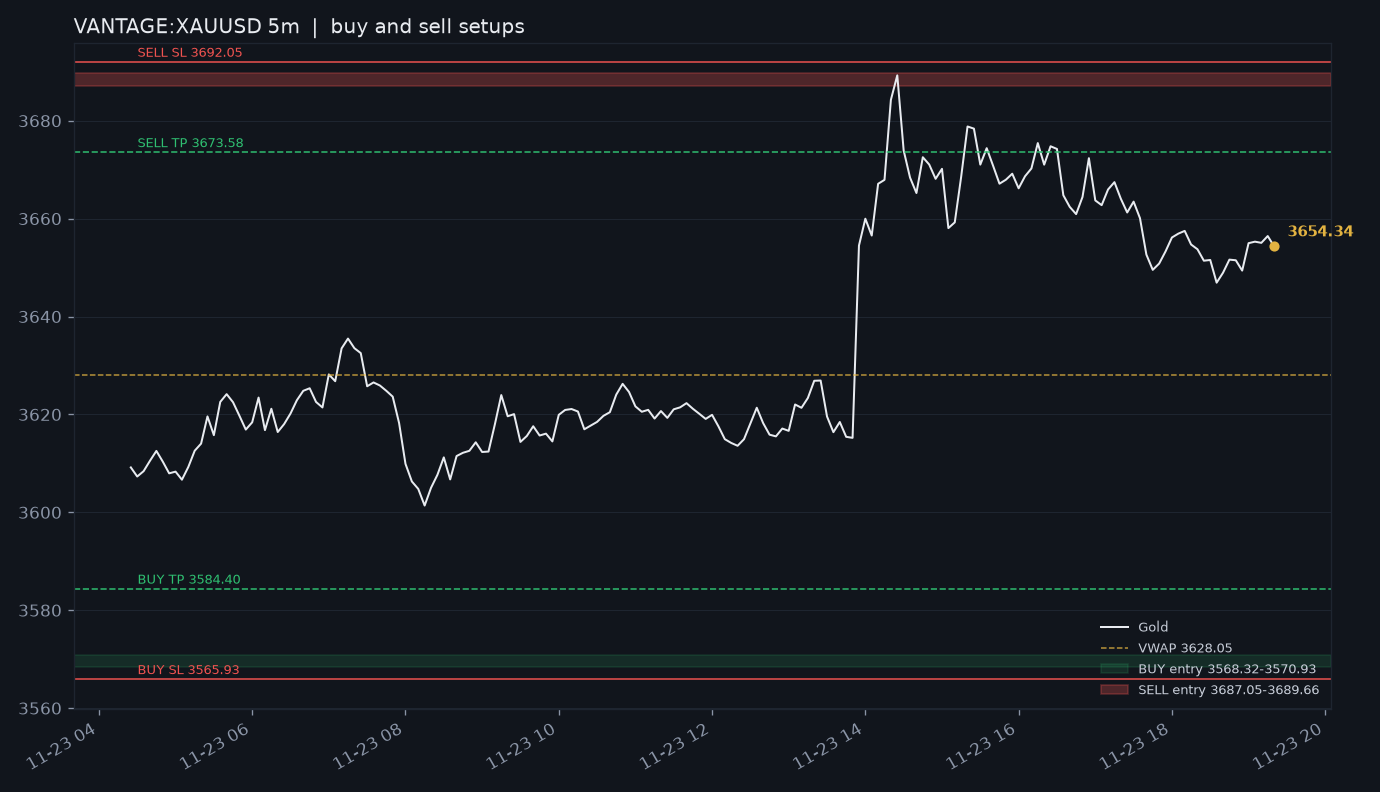 VANTAGE:XAUUSD 5m | buy and sell setups
SELL SL 3692.05
3680
SELL TP 3673.58
3660
3654.34
3640
3620
3600
BUY TP 3584.40
3580
Gold
VWAP 3628.05
BUY SL 3565.93
BUY entry 3568.32-3570.93
SELL entry 3687.05-3689.66
3560
11-23 04
11-23 06
11-23 08
11-23 10
11-23 12
11-23 14
11-23 16
11-23 18
11-23 20